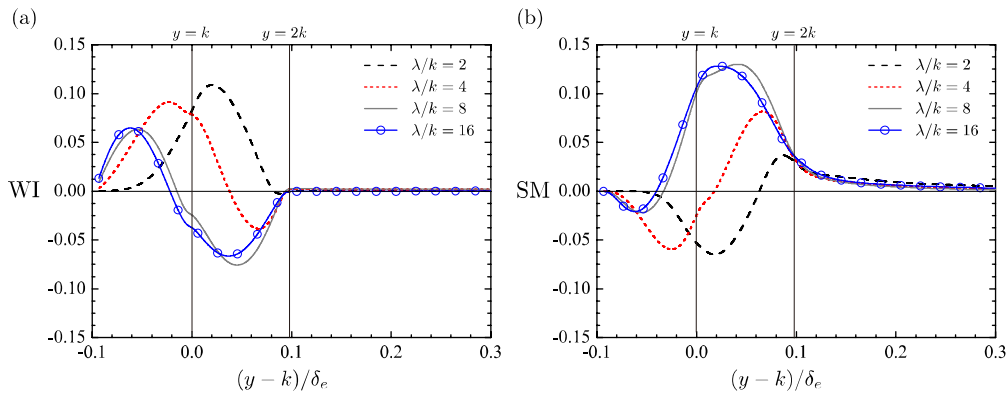 (a)
y = k
y = 2k
0.15
0.10
0.05
0.00
-0.05
-0.10
-0.15
WI
λ/k = 2
λ/k = 4
λ/k = 8
λ/k = 16
-0.1
0.0
0.1
0.2
0.3
(y − k)/δₑ
(b)
y = k
y = 2k
0.15
0.10
0.05
0.00
-0.05
-0.10
-0.15
SM
λ/k = 2
λ/k = 4
λ/k = 8
λ/k = 16
-0.1
0.0
0.1
0.2
0.3
(y − k)/δₑ